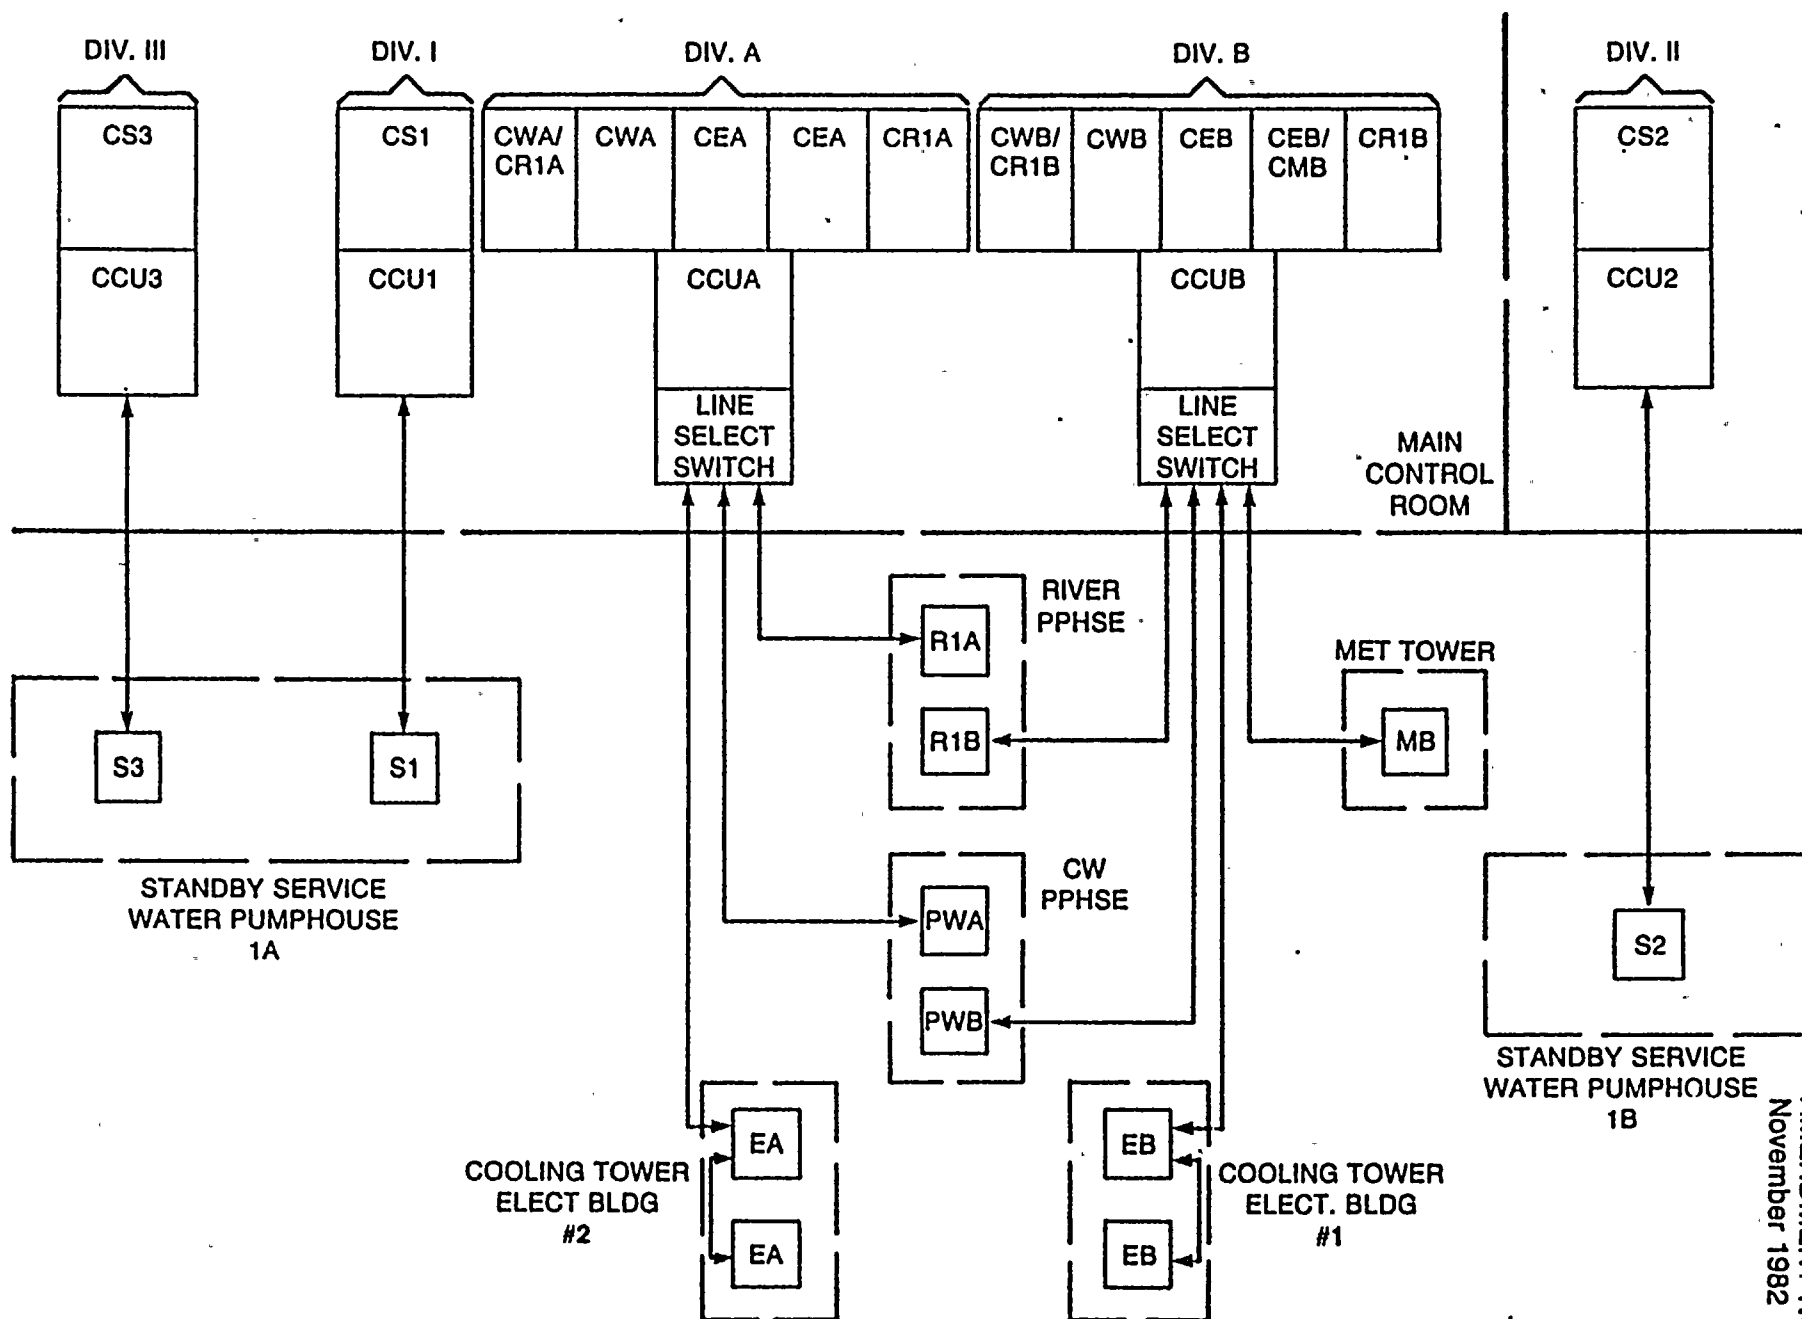 DIV. III
DIV. I
DIV. A
DIV. B
DIV. II
CS3
CS1
CWA/
CR1A
CWA
CEA
CEA
CR1A
CWB/
CR1B
CWB
CEB
CEB/
CMB
CR1B
CS2
CCU3
CCU1
CCUA
CCUB
CCU2
LINE
SELECT
SWITCH
LINE
SELECT
SWITCH
MAIN
CONTROL
ROOM
RIVER
PPHSE
R1A
R1B
MET TOWER
MB
S3
S1
STANDBY SERVICE
WATER PUMPHOUSE
1A
CW
PPHSE
PWA
PWB
S2
STANDBY SERVICE
WATER PUMPHOUSE
1B
EA
EA
COOLING TOWER
ELECT BLDG
#2
EB
EB
COOLING TOWER
ELECT. BLDG
#1
November 1982